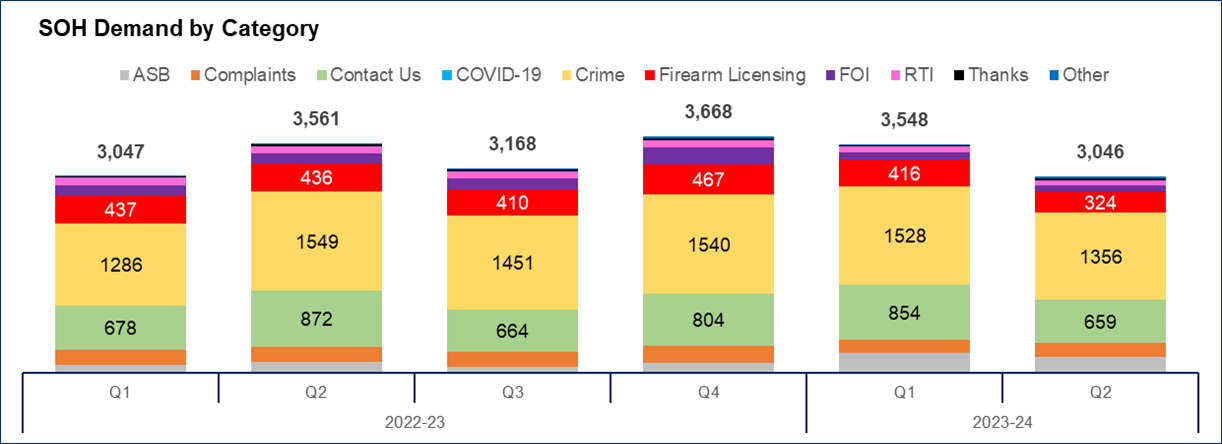 SOH Demand by Category
ASB Complaints Contact Us COVID-19 Crime Firearm Licensing FOI RTI Thanks Other
3,047 3,561 3,168 3,668 3,548 3,046
437 436 410 467 416 324
1286 1549 1451 1540 1528 1356
678 872 664 804 854 659
Q1 Q2 Q3 Q4 Q1 Q2
2022-23 2023-24